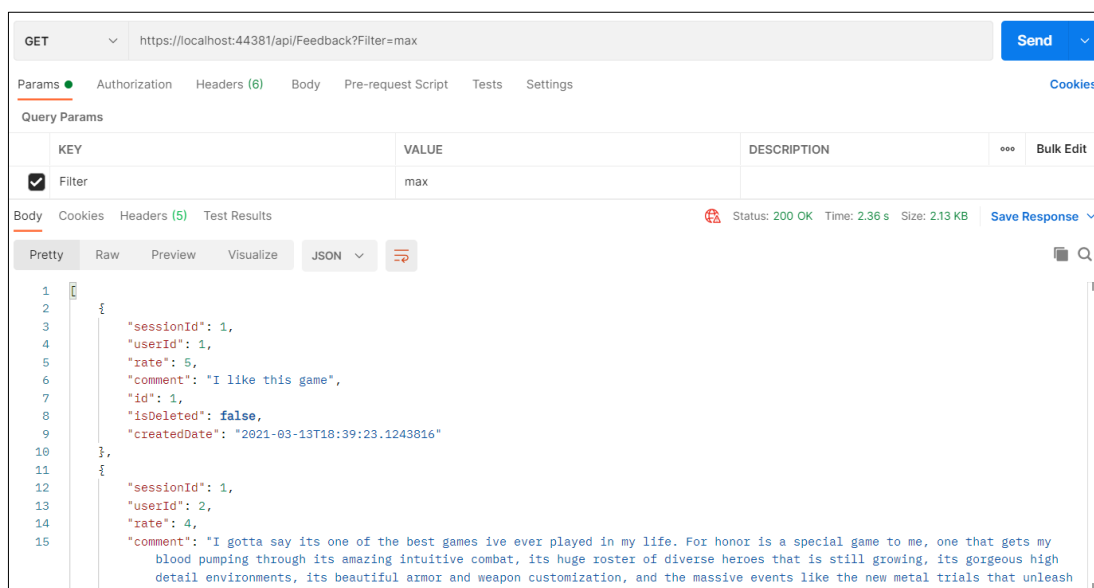 GET https://localhost:44381/api/Feedback?Filter=max Send
Params Authorization Headers (6) Body Pre-request Script Tests Settings Cookies
Query Params
KEY VALUE DESCRIPTION ooo Bulk Edit
Filter max
Body Cookies Headers (5) Test Results Status: 200 OK Time: 2.36 s Size: 2.13 KB Save Response
Pretty Raw Preview Visualize JSON
1 [
2 {
3 "sessionId": 1,
4 "userId": 1,
5 "rate": 5,
6 "comment": "I like this game",
7 "id": 1,
8 "isDeleted": false,
9 "createdDate": "2021-03-13T18:39:23.1243816"
10 },
11 {
12 "sessionId": 1,
13 "userId": 2,
14 "rate": 4,
15 "comment": "I gotta say its one of the best games ive ever played in my life. For honor is a special game to me, one that gets my
blood pumping through its amazing intuitive combat, its huge roster of diverse heroes that is still growing, its gorgeous high
detail environments, its beautiful armor and weapon customization, and the massive events like the new metal trials that unleash